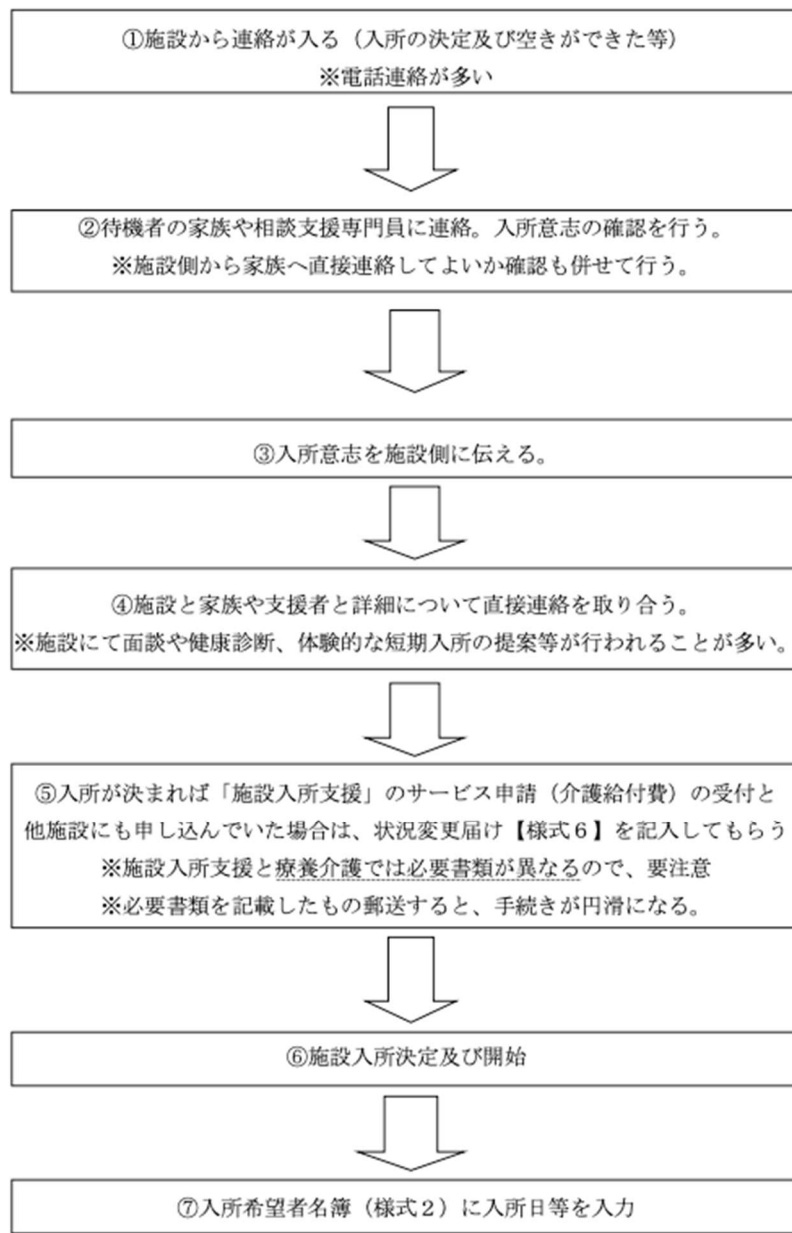 ①施設から連絡が入る（入所の決定及び空きができた等）
※電話連絡が多い
②待機者の家族や相談支援専門員に連絡。入所意志の確認を行う。
※施設側から家族へ直接連絡してよいか確認も併せて行う。
③入所意志を施設側に伝える。
④施設と家族や支援者と詳細について直接連絡を取り合う。
※施設にて面談や健康診断、体験的な短期入所の提案等が行われることが多い。
⑤入所が決まれば「施設入所支援」のサービス申請（介護給付費）の受付と
他施設にも申し込んでいた場合は、状況変更届け【様式６】を記入してもらう
※施設入所支援と療養介護では必要書類が異なるので、要注意
※必要書類を記載したもの郵送すると、手続きが円滑になる。
⑥施設入所決定及び開始
⑦入所希望者名簿（様式２）に入所日等を入力